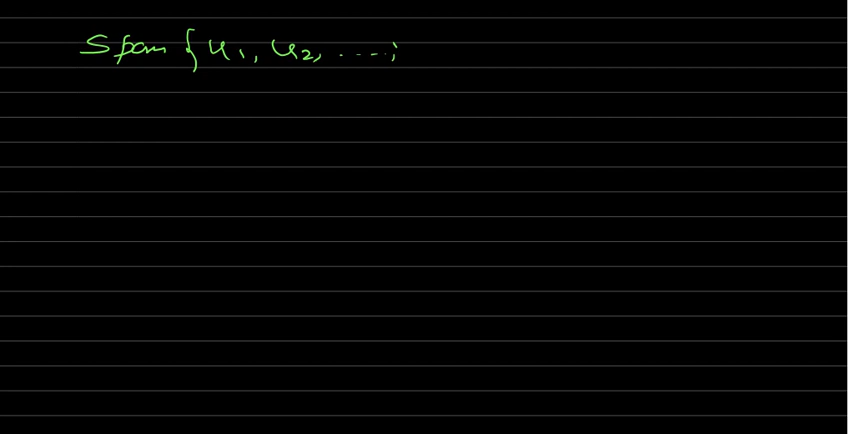 Span {u₁, u₂, ....,